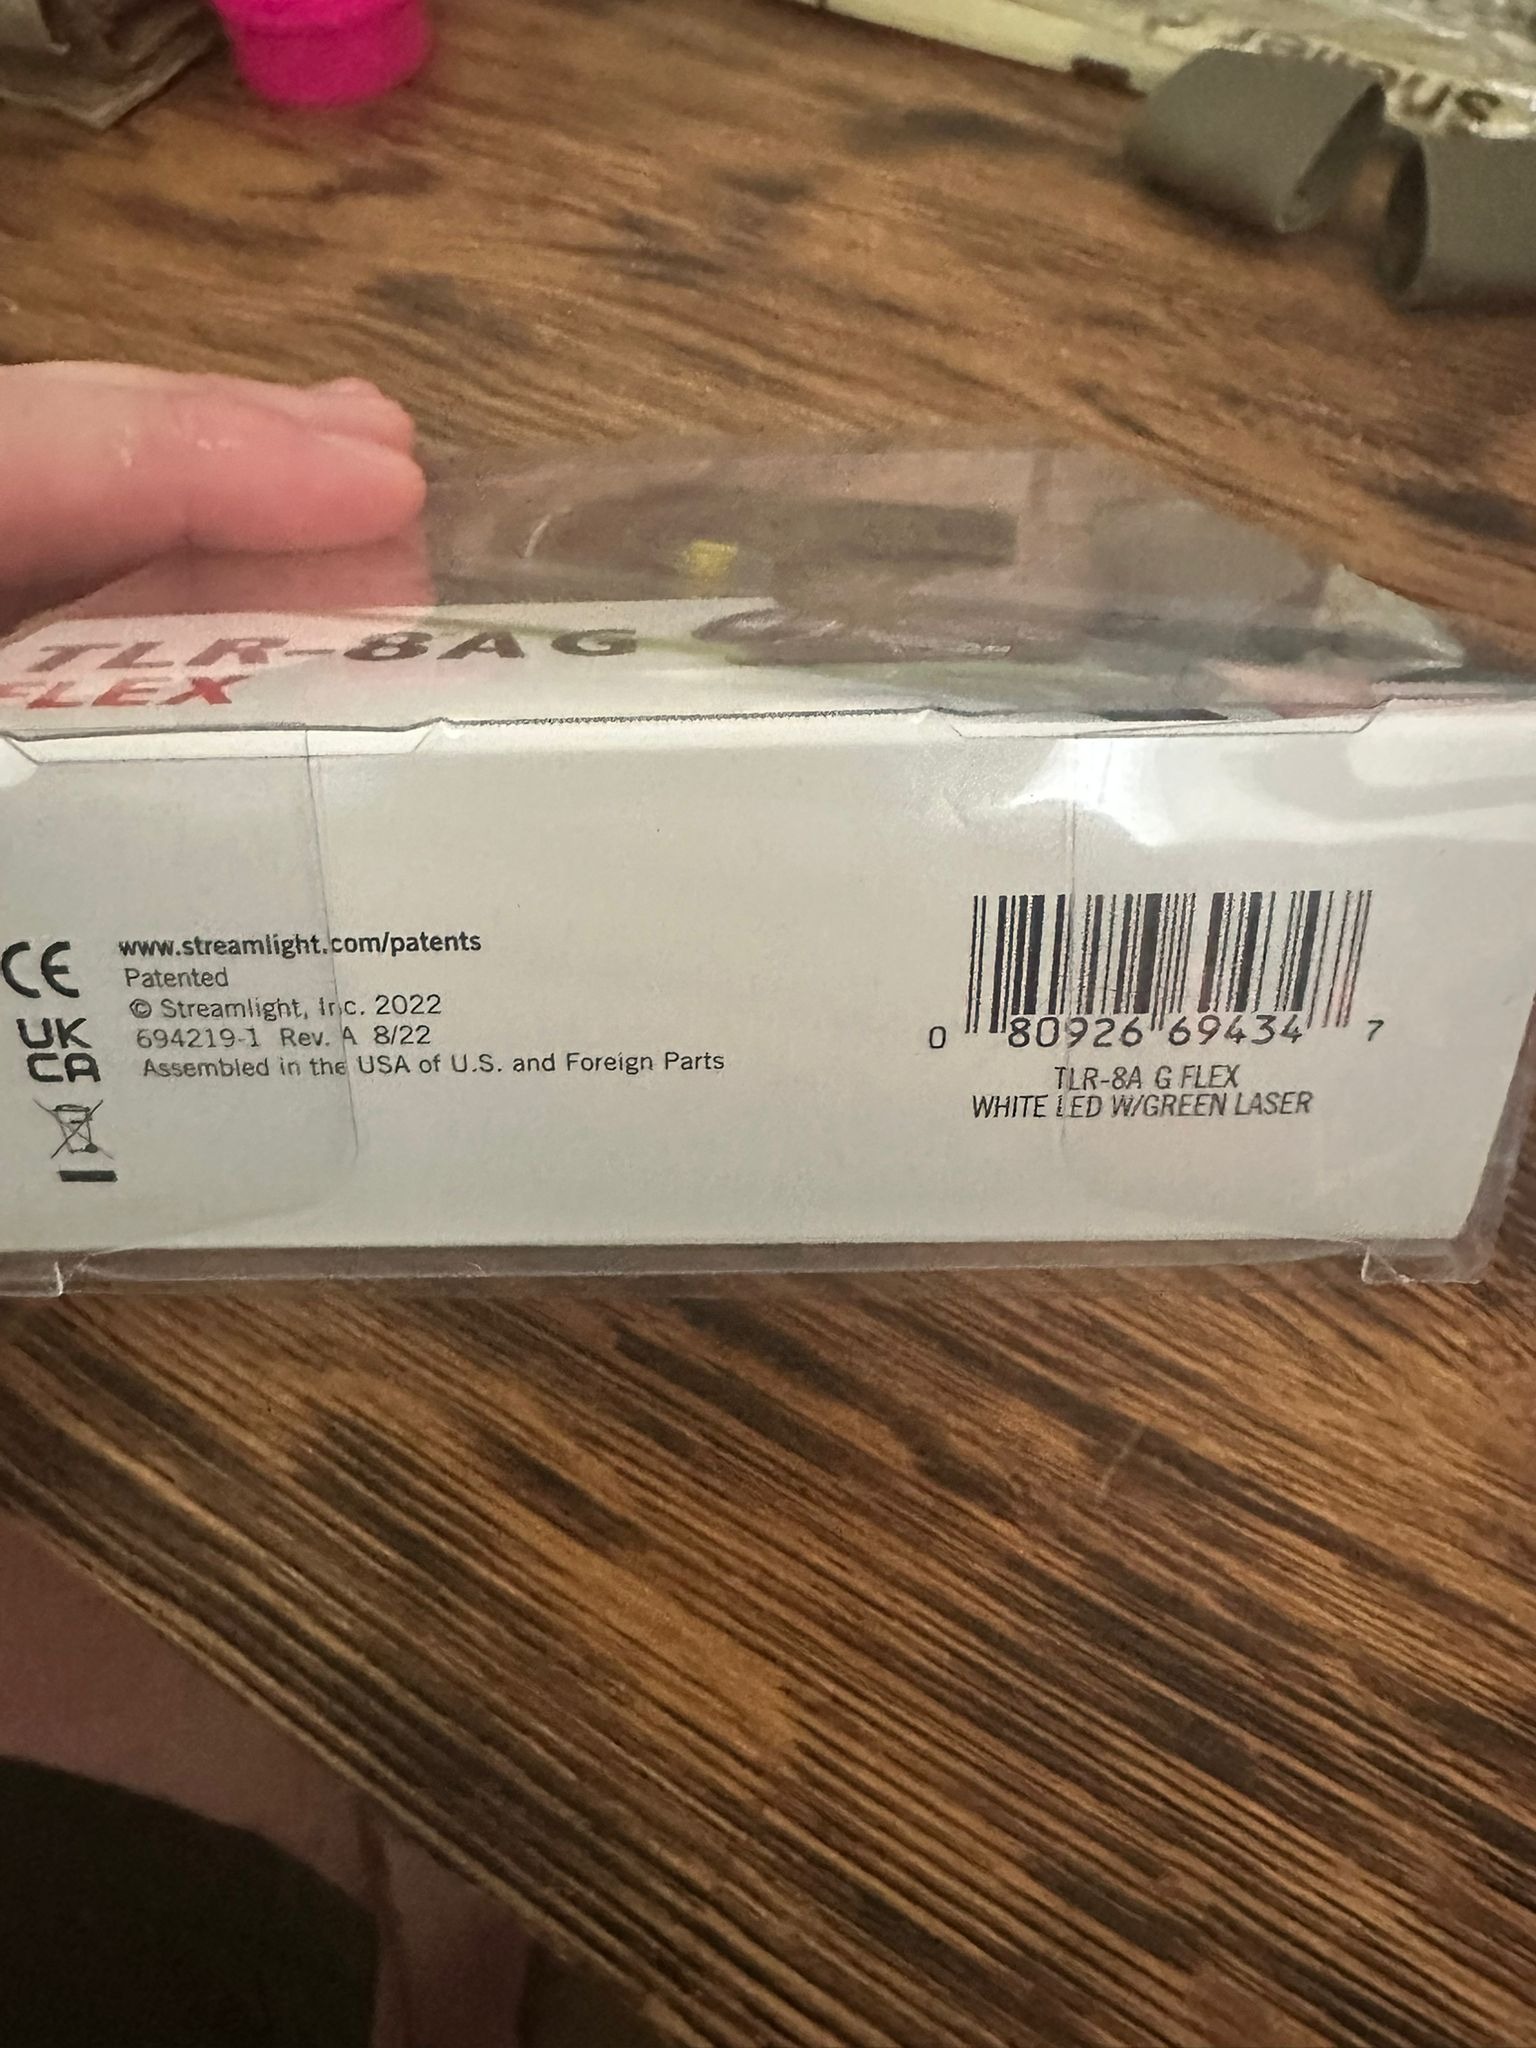 TLR-8A G
FLEX
CE
UK
CA
www.streamlight.com/patents
Patented
© Streamlight, Inc. 2022
694219-1 Rev. A 8/22
Assembled in the USA of U.S. and Foreign Parts
0 80926 69434 7
TLR-8A G FLEX
WHITE LED W/GREEN LASER